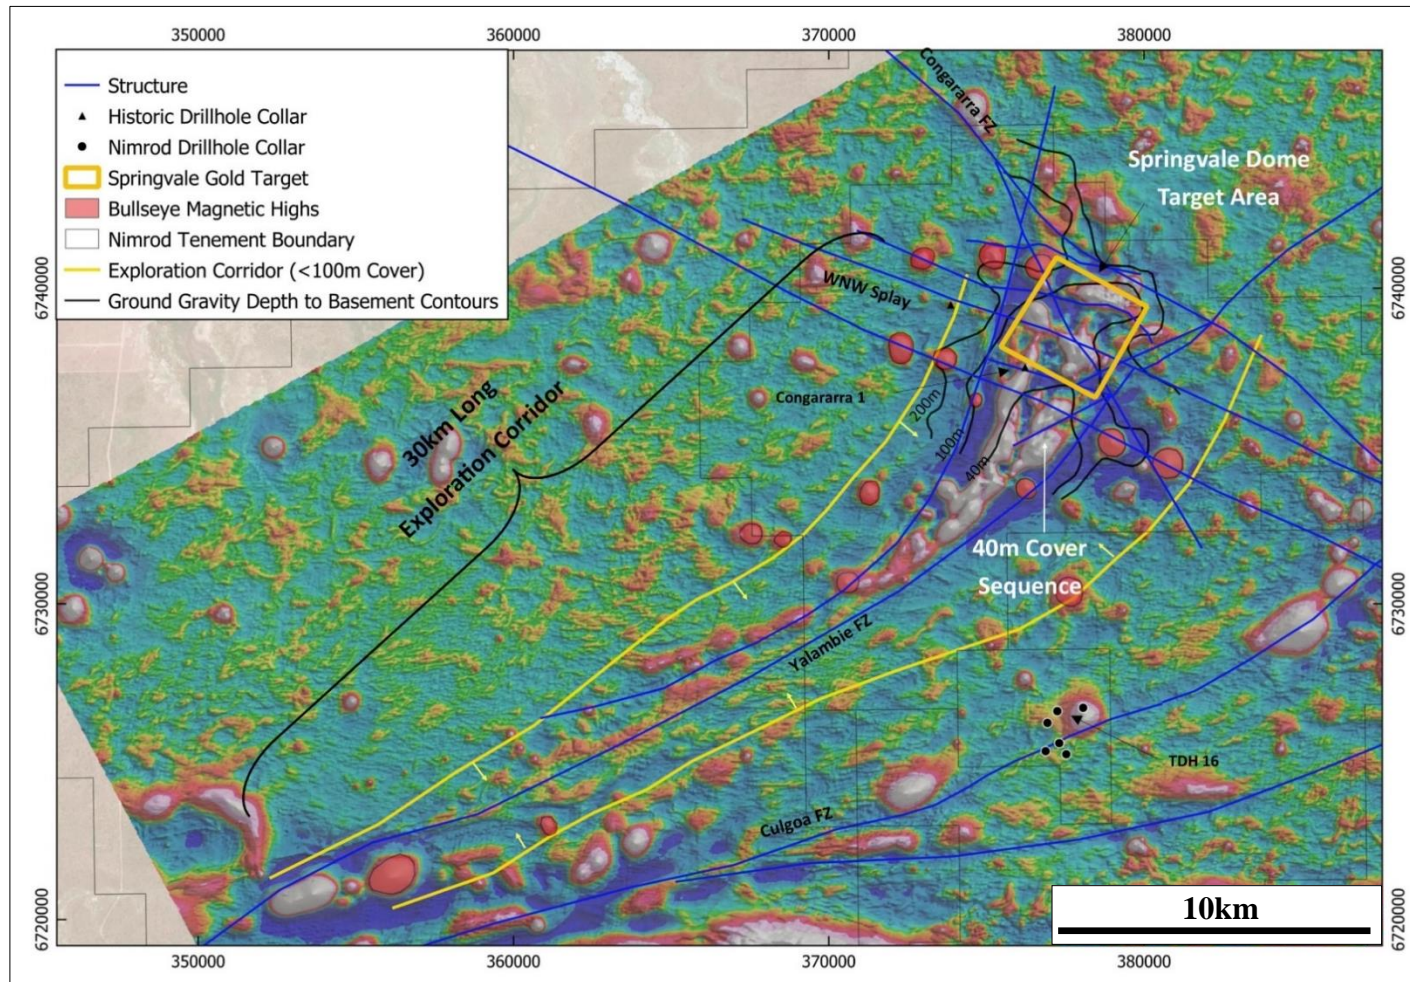 350000
360000
370000
380000
Structure
Historic Drillhole Collar
Nimrod Drillhole Collar
Springvale Gold Target
Bullseye Magnetic Highs
Nimrod Tenement Boundary
Exploration Corridor (<100m Cover)
Ground Gravity Depth to Basement Contours
Congararra FZ
Springvale Dome
Target Area
6740000
6740000
WNW Splay
30km Long
Exploration Corridor
Congararra 1
200m
100m
40m
40m Cover
Sequence
6730000
6730000
Yalambie FZ
TDH 16
Culgoa FZ
6720000
6720000
10km
350000
360000
370000
380000